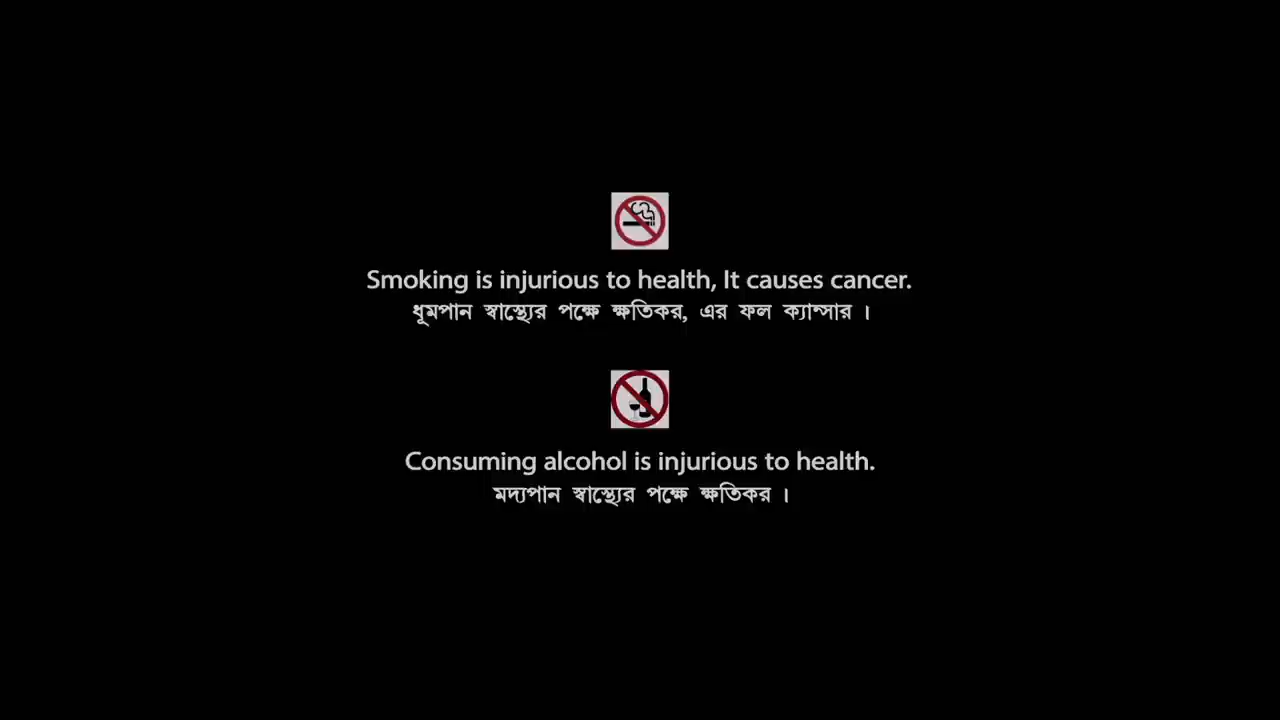 Smoking is injurious to health, It causes cancer.
ধূমপান স্বাস্থ্যের পক্ষে ক্ষতিকর, এর ফল ক্যান্সার ।
Consuming alcohol is injurious to health.
মদ্যপান স্বাস্থ্যের পক্ষে ক্ষতিকর ।